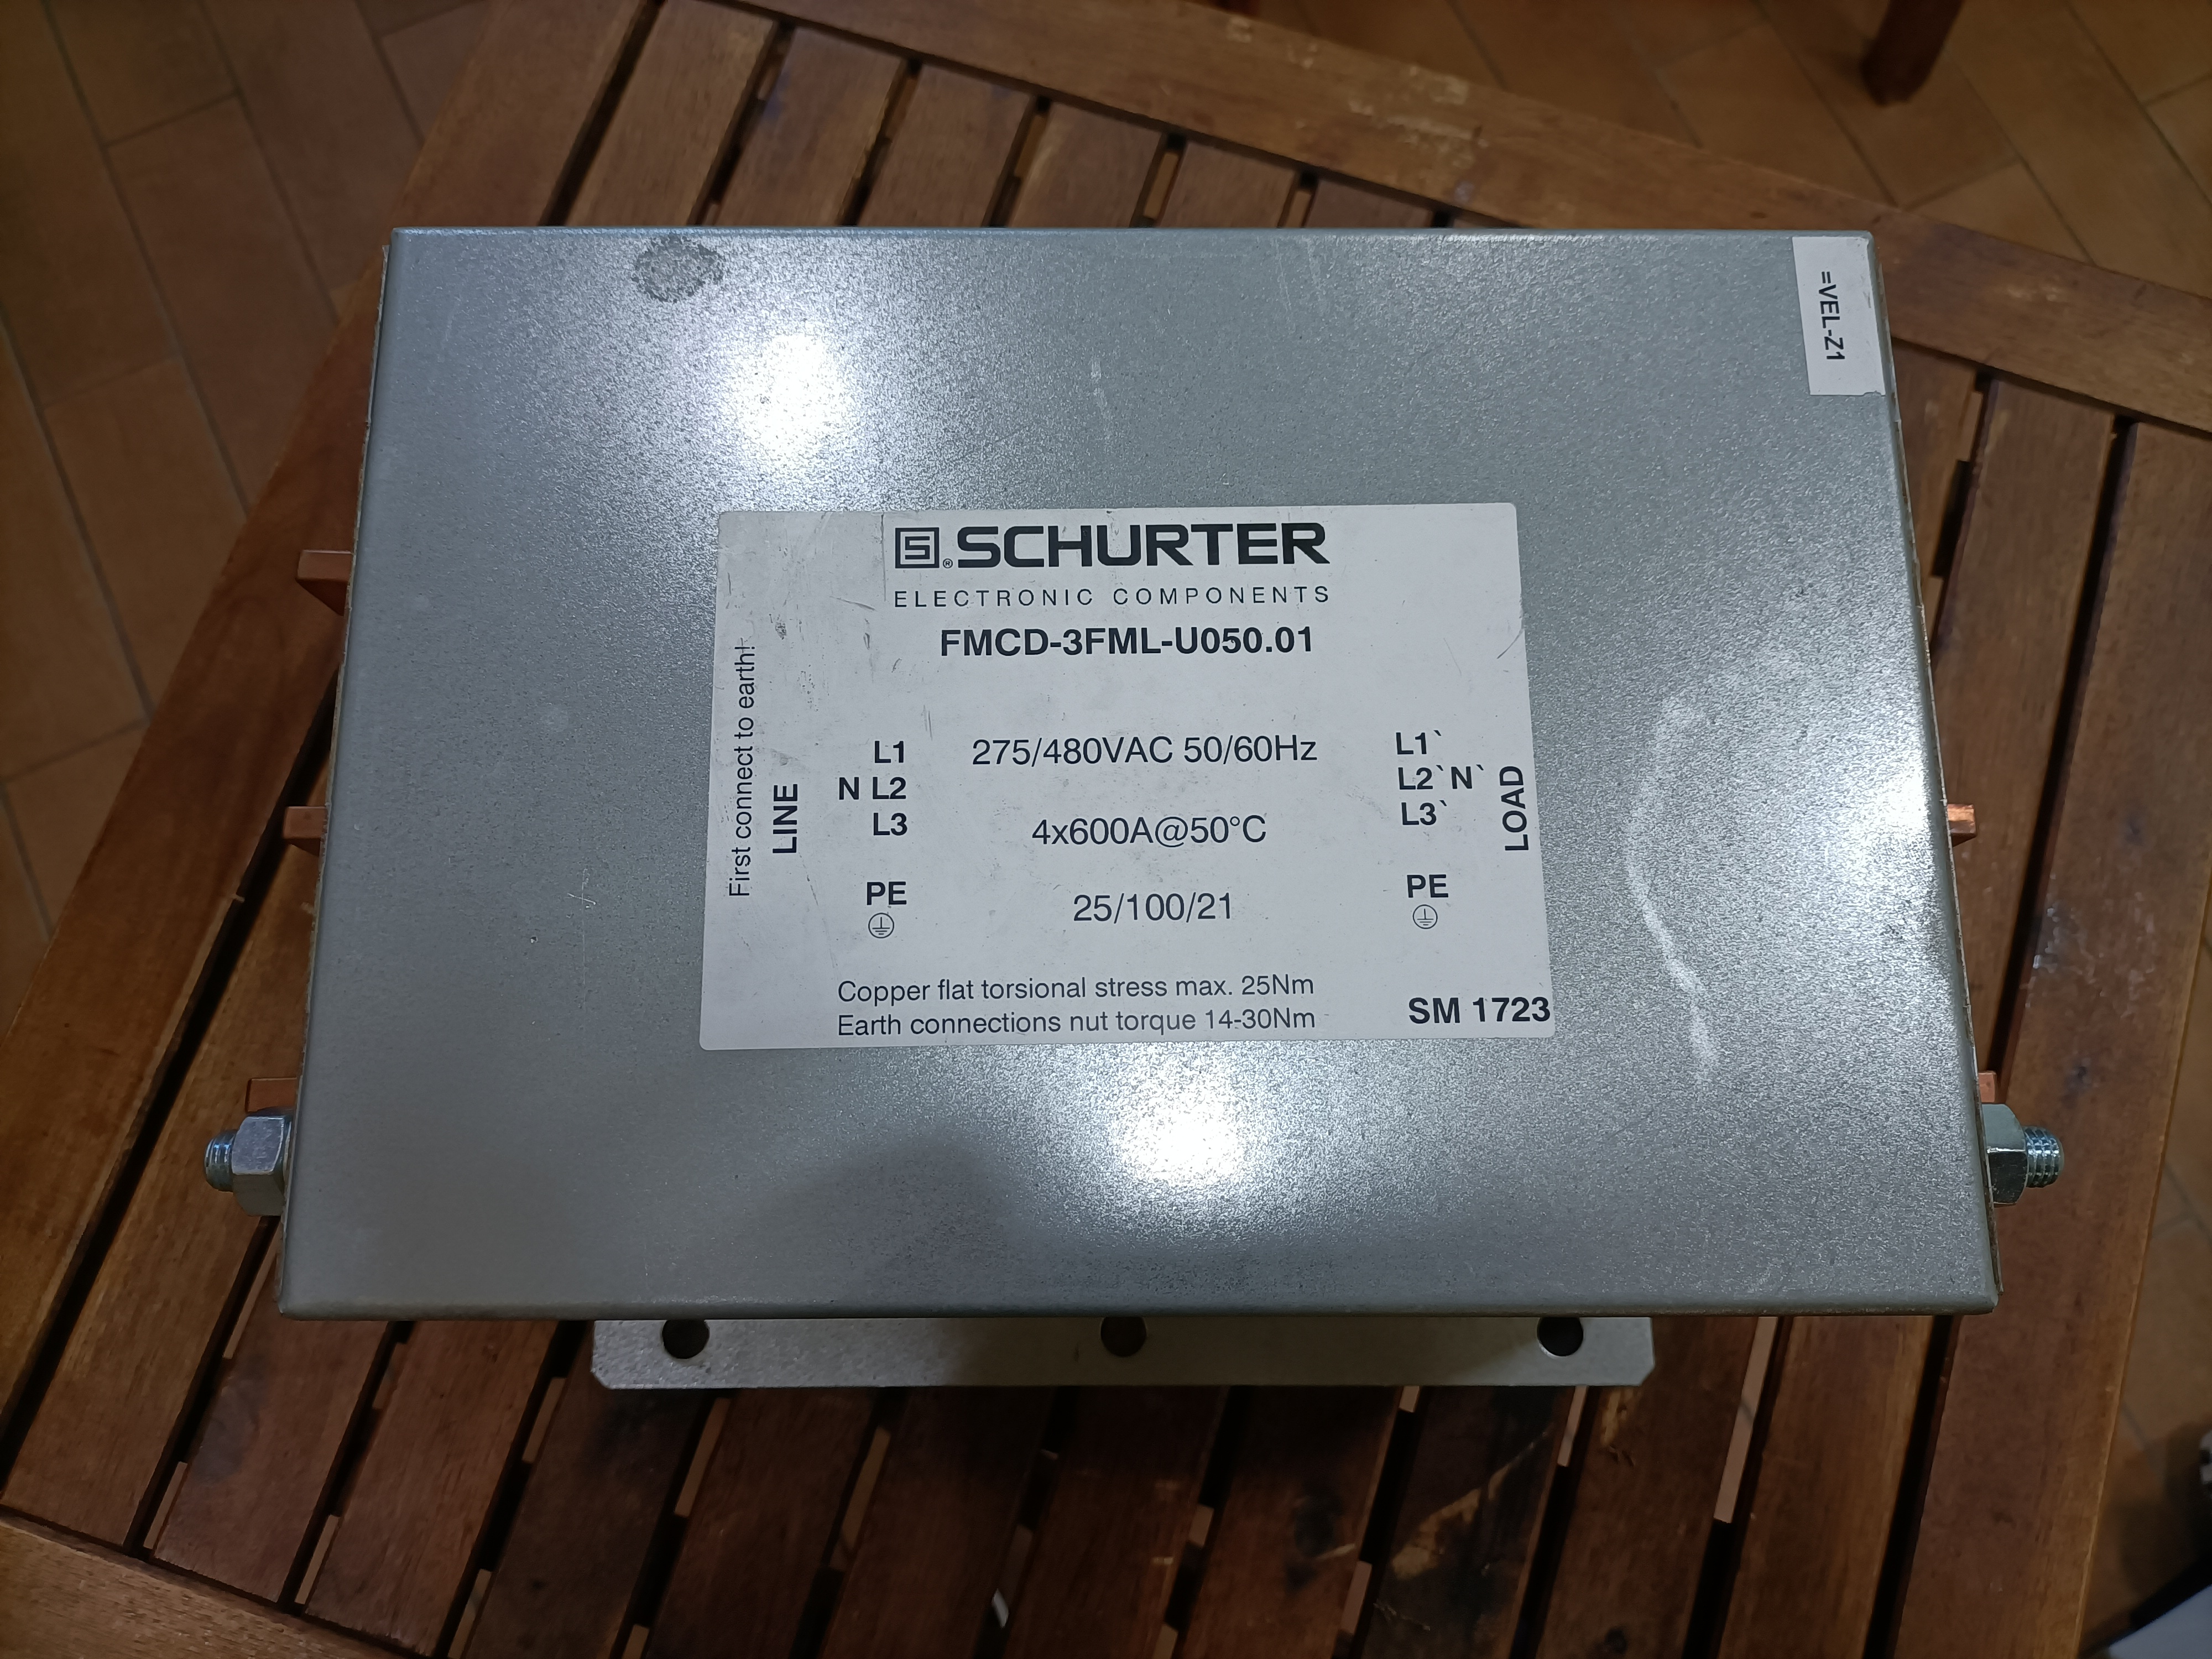 =VEL-Z1
S® SCHURTER
ELECTRONIC COMPONENTS
FMCD-3FML-U050.01
First connect to earth!
LINE
L1 275/480VAC 50/60Hz L1`
N L2 L2`N`
L3 4x600A@50°C L3`
LOAD
PE 25/100/21 PE
Copper flat torsional stress max. 25Nm
Earth connections nut torque 14-30Nm
SM 1723